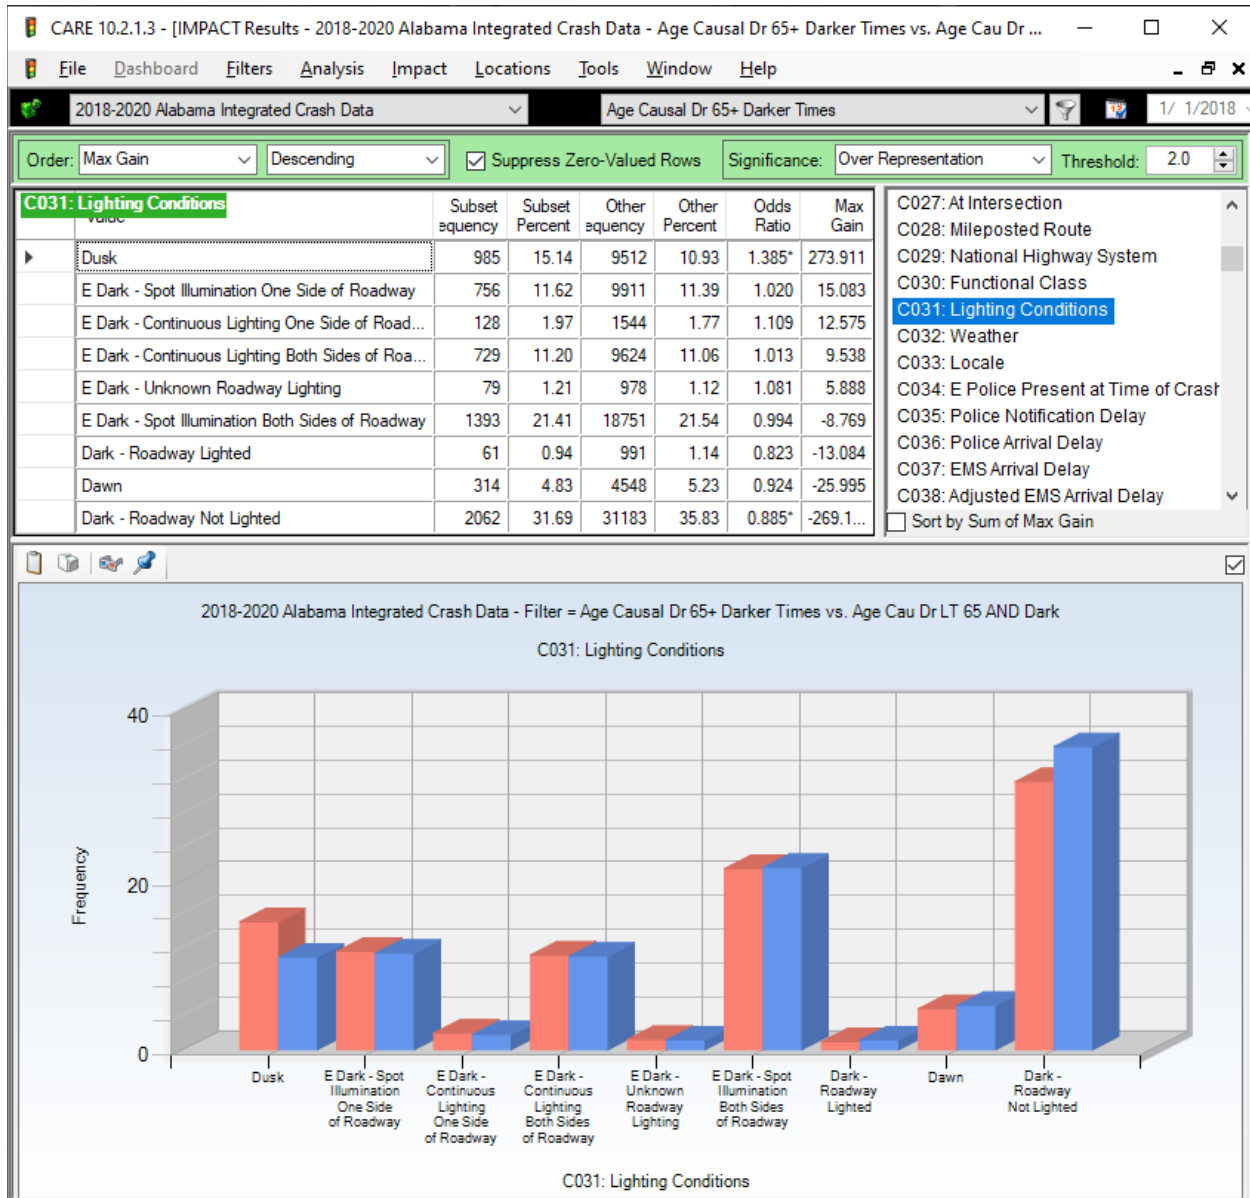 CARE 10.2.1.3 - [IMPACT Results - 2018-2020 Alabama Integrated Crash Data - Age Causal Dr 65+ Darker Times vs. Age Cau Dr ...
File Dashboard Filters Analysis Impact Locations Tools Window Help
2018-2020 Alabama Integrated Crash Data Age Causal Dr 65+ Darker Times 1/ 1/2018
Order: Max Gain Descending Suppress Zero-Valued Rows Significance: Over Representation Threshold: 2.0
C031: Lighting Conditions
Value Subset equency Subset Percent Other equency Other Percent Odds Ratio Max Gain
Dusk 985 15.14 9512 10.93 1.385* 273.911
E Dark - Spot Illumination One Side of Roadway 756 11.62 9911 11.39 1.020 15.083
E Dark - Continuous Lighting One Side of Road... 128 1.97 1544 1.77 1.109 12.575
E Dark - Continuous Lighting Both Sides of Roa... 729 11.20 9624 11.06 1.013 9.538
E Dark - Unknown Roadway Lighting 79 1.21 978 1.12 1.081 5.888
E Dark - Spot Illumination Both Sides of Roadway 1393 21.41 18751 21.54 0.994 -8.769
Dark - Roadway Lighted 61 0.94 991 1.14 0.823 -13.084
Dawn 314 4.83 4548 5.23 0.924 -25.995
Dark - Roadway Not Lighted 2062 31.69 31183 35.83 0.885* -269.1...
C027: At Intersection
C028: Mileposted Route
C029: National Highway System
C030: Functional Class
C031: Lighting Conditions
C032: Weather
C033: Locale
C034: E Police Present at Time of Crash
C035: Police Notification Delay
C036: Police Arrival Delay
C037: EMS Arrival Delay
C038: Adjusted EMS Arrival Delay
Sort by Sum of Max Gain
2018-2020 Alabama Integrated Crash Data - Filter = Age Causal Dr 65+ Darker Times vs. Age Cau Dr LT 65 AND Dark
C031: Lighting Conditions
40
20
0
Frequency
Dusk
E Dark - Spot
Illumination
One Side
of Roadway
E Dark -
Continuous
Lighting
One Side
of Roadway
E Dark -
Continuous
Lighting
Both Sides
of Roadway
E Dark -
Unknown
Roadway
Lighting
E Dark - Spot
Illumination
Both Sides
of Roadway
Dark -
Roadway
Lighted
Dawn
Dark -
Roadway
Not Lighted
C031: Lighting Conditions